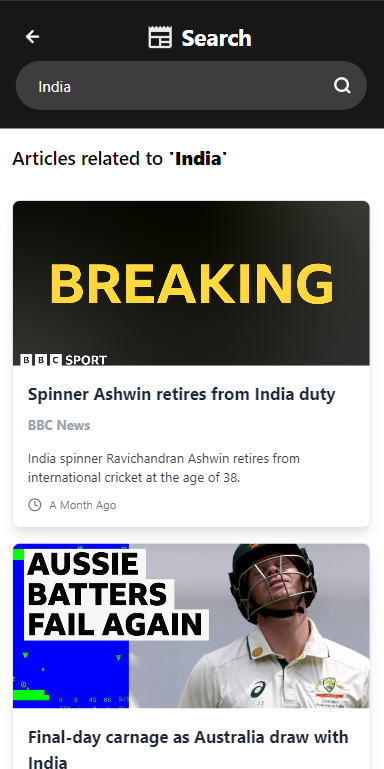 Search
India
Articles related to "India"
BREAKING
BBC SPORT
Spinner Ashwin retires from India duty
BBC News
India spinner Ravichandran Ashwin retires from
international cricket at the age of 38.
A Month Ago
AUSSIE
BATTERS
FAIL AGAIN
Final-day carnage as Australia draw with
India